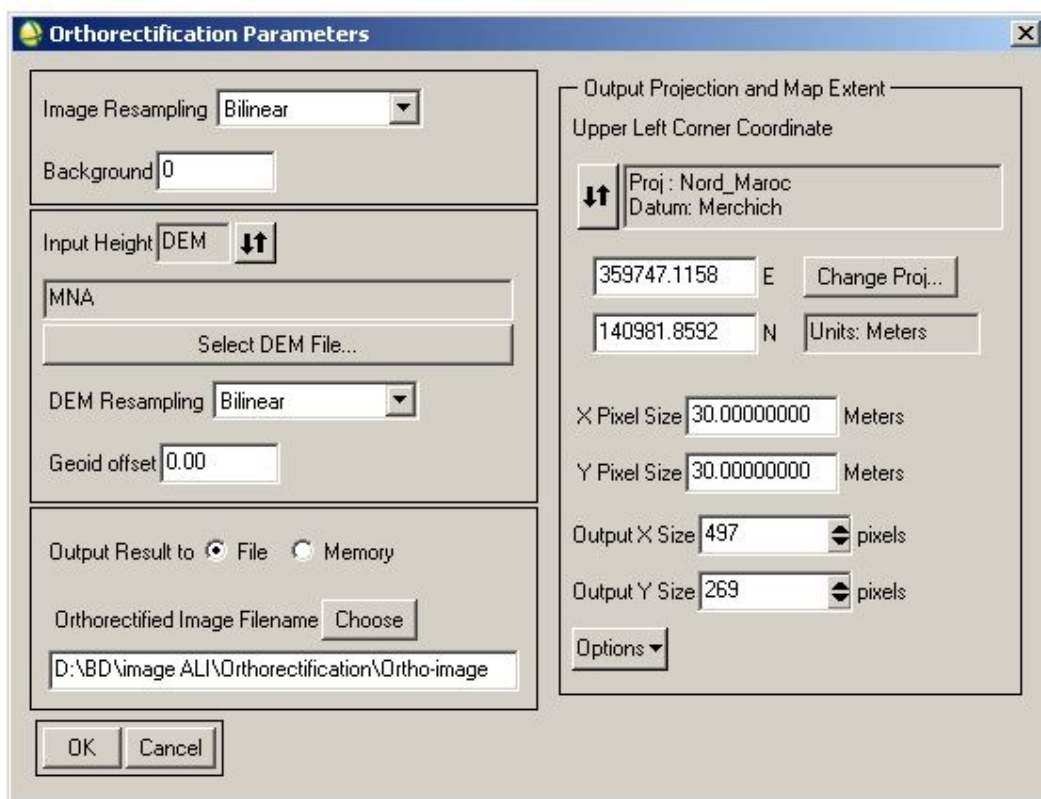 Orthorectification Parameters
Image Resampling Bilinear
Background 0
Input Height DEM
MNA
Select DEM File...
DEM Resampling Bilinear
Geoid offset 0.00
Output Result to File Memory
Orthorectified Image Filename Choose
D:\BD\image ALI\Orthorectification\Ortho-image
OK Cancel
Output Projection and Map Extent
Upper Left Corner Coordinate
Proj : Nord_Maroc
Datum: Merchich
359747.1158 E Change Proj...
140981.8592 N Units: Meters
X Pixel Size 30.00000000 Meters
Y Pixel Size 30.00000000 Meters
Output X Size 497 pixels
Output Y Size 269 pixels
Options